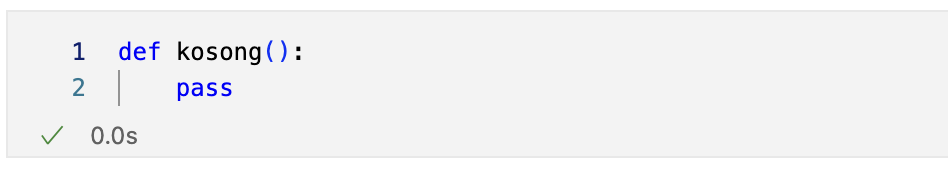 1 def kosong():
2 pass
✓ 0.0s